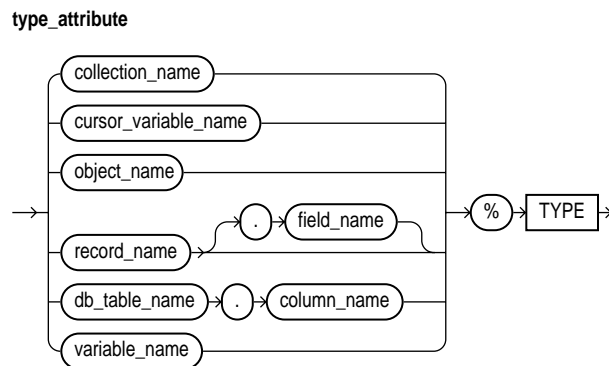 type_attribute
collection_name
cursor_variable_name
object_name
record_name . field_name
% TYPE
db_table_name . column_name
variable_name